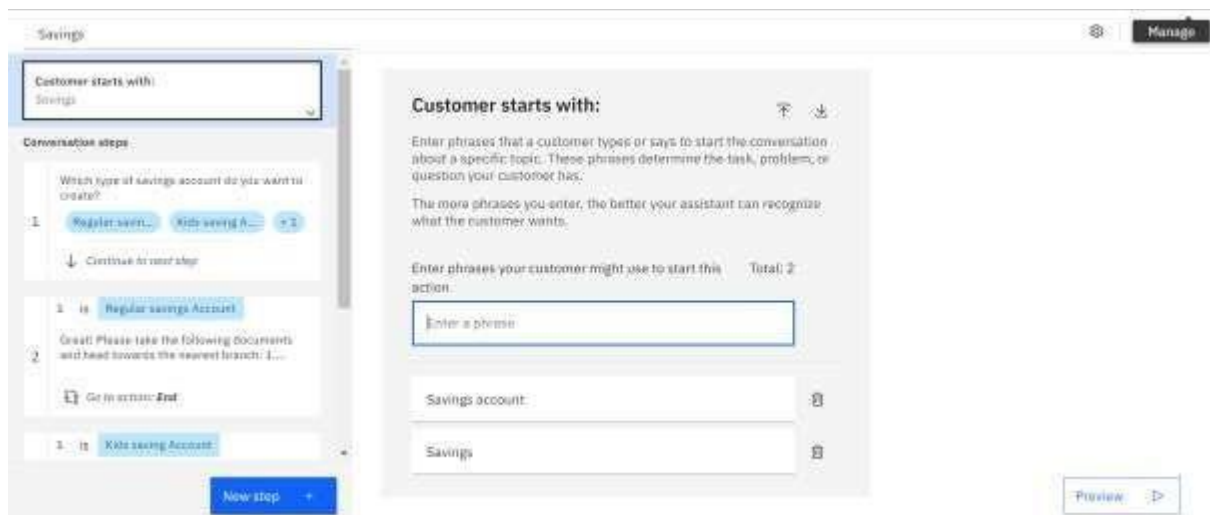 Savings
Manage
Customer starts with:
Savings
Conversation steps
Which type of savings account do you want to
create?
1
Regular savin...
Kids saving A...
+ 1
Continue to next step
1 is Regular savings Account
2
Great! Please take the following documents
and head towards the nearest branch: 1....
Go to action: End
1 is Kids saving Account
New step +
Customer starts with:
Enter phrases that a customer types or says to start the conversation
about a specific topic. These phrases determine the task, problem, or
question your customer has.
The more phrases you enter, the better your assistant can recognize
what the customer wants.
Enter phrases your customer might use to start this
action
Total: 2
Enter a phrase
Savings account
Savings
Preview